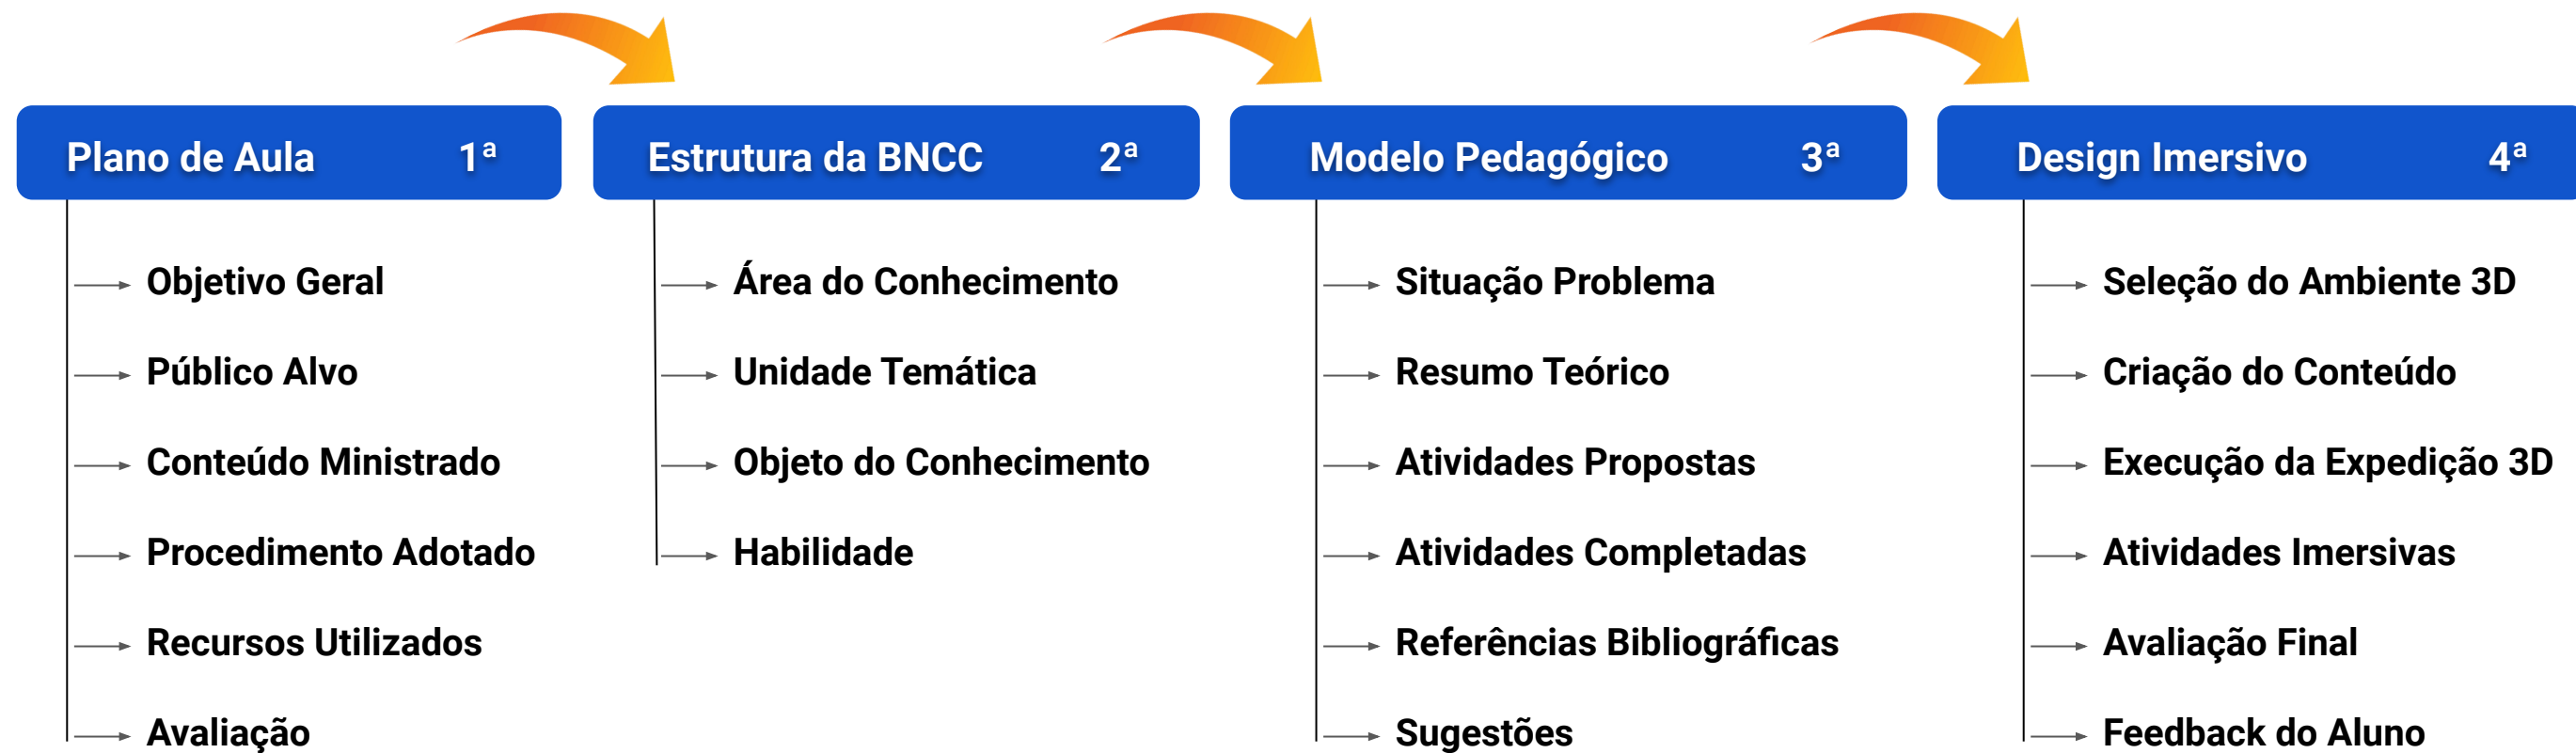 Plano de Aula 1ª
Objetivo Geral
Público Alvo
Conteúdo Ministrado
Procedimento Adotado
Recursos Utilizados
Avaliação
Estrutura da BNCC 2ª
Área do Conhecimento
Unidade Temática
Objeto do Conhecimento
Habilidade
Modelo Pedagógico 3ª
Situação Problema
Resumo Teórico
Atividades Propostas
Atividades Completadas
Referências Bibliográficas
Sugestões
Design Imersivo 4ª
Seleção do Ambiente 3D
Criação do Conteúdo
Execução da Expedição 3D
Atividades Imersivas
Avaliação Final
Feedback do Aluno